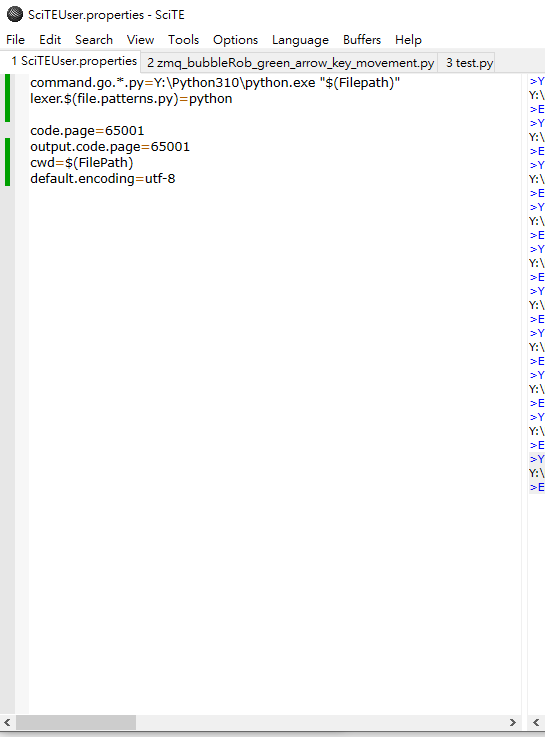 SciTEUser.properties - SciTE
File Edit Search View Tools Options Language Buffers Help
1 SciTEUser.properties 2 zmq_bubbleRob_green_arrow_key_movement.py 3 test.py
command.go.*.py=Y:\Python310\python.exe "$(Filepath)"
lexer.$(file.patterns.py)=python
code.page=65001
output.code.page=65001
cwd=$(FilePath)
default.encoding=utf-8
>Y
Y:\
>E
>Y
Y:\
>E
>Y
Y:\
>E
>Y
Y:\
>E
>Y
Y:\
>E
>Y
Y:\
>E
>Y
Y:\
>E
>Y
Y:\
>E
>Y
Y:\
>E
>Y
Y:\
>E